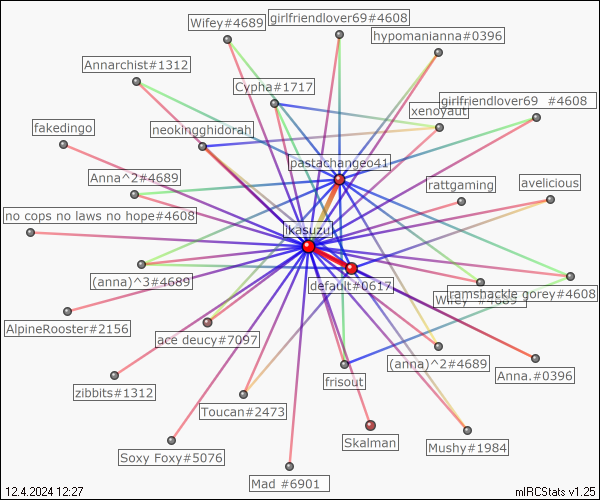 girlfriendlover69#4608
Wifey#4689
hypomanianna#0396
Annarchist#1312
Cypha#1717
girlfriendlover69 #4608
xenoyaut
fakedingo
neokingghidorah
pastachangeo41
Anna^2#4689
rattgaming
avelicious
no cops no laws no hope#4608
ikasuzu
(anna)^3#4689
default#0617
Wifey #4689
ramshackle gorey#4608
AlpineRooster#2156
ace deucy#7097
(anna)^2#4689
Anna.#0396
zibbits#1312
frisout
Toucan#2473
Skalman
Mushy#1984
Soxy Foxy#5076
Mad #6901
12.4.2024 12:27
mIRCStats v1.25